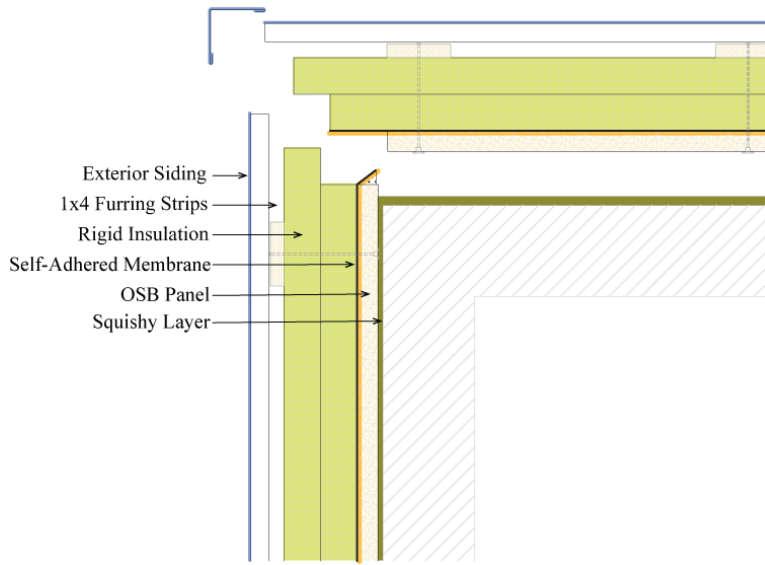 Exterior Siding
1x4 Furring Strips
Rigid Insulation
Self-Adhered Membrane
OSB Panel
Squishy Layer